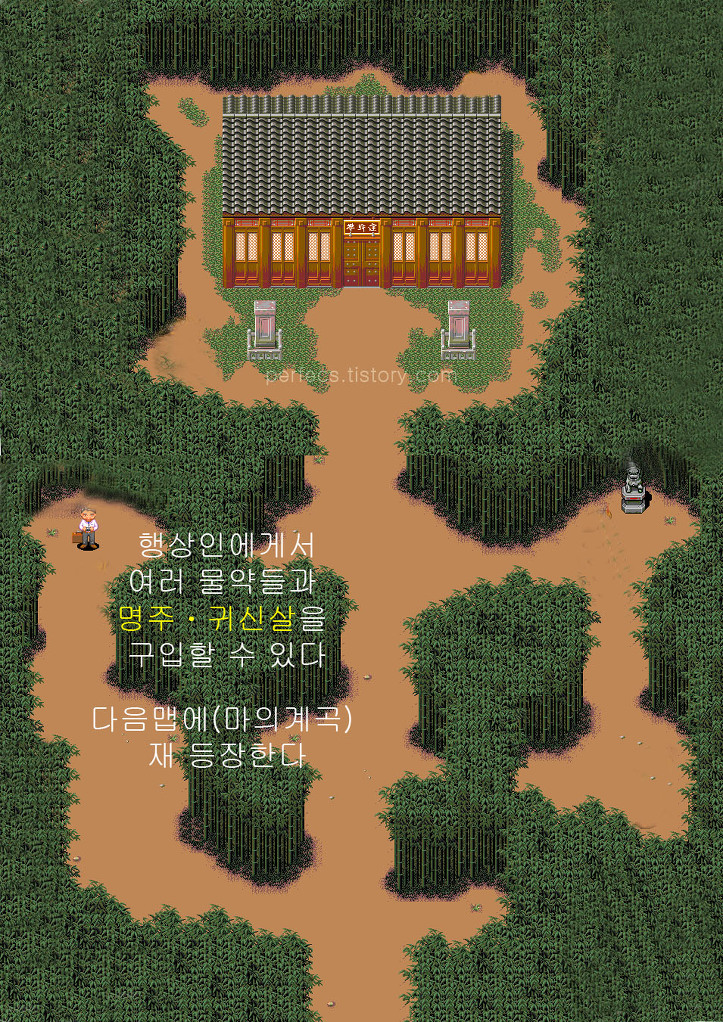 perfecs.tistory.com
행상인에게서
여러 물약들과
명주·귀신살을
구입할 수 있다
다음맵에(마의계곡)
재 등장한다